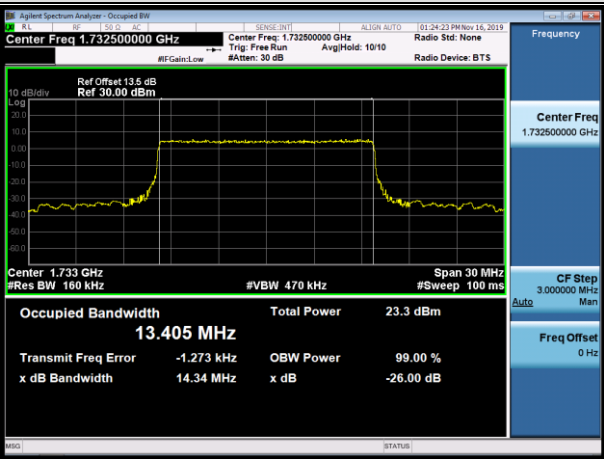 Agilent Spectrum Analyzer - Occupied BW
RL RF 50 Ω AC SENSE:INT ALIGN AUTO 01:24:23 PM Nov 16, 2019
Center Freq 1.732500000 GHz
Center Freq: 1.732500000 GHz
Radio Std: None
Trig: Free Run Avg|Hold: 10/10
#IFGain:Low
#Atten: 30 dB
Radio Device: BTS
Ref Offset 13.5 dB
10 dB/div Ref 30.00 dBm
Log
20.0
10.0
0.00
-10.0
-20.0
-30.0
-40.0
-50.0
-60.0
Center 1.733 GHz
Span 30 MHz
#Res BW 160 kHz
#VBW 470 kHz
#Sweep 100 ms
Occupied Bandwidth
Total Power 23.3 dBm
13.405 MHz
Transmit Freq Error -1.273 kHz OBW Power 99.00 %
x dB Bandwidth 14.34 MHz x dB -26.00 dB
Frequency
Center Freq
1.732500000 GHz
CF Step
3.000000 MHz
Auto Man
Freq Offset
0 Hz
MSG STATUS